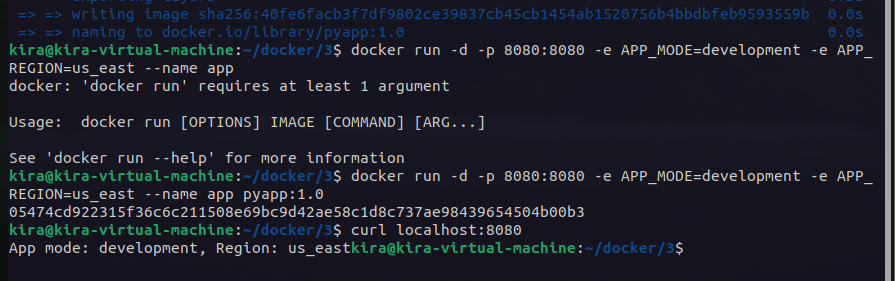 => => writing image sha256:40fe6facb3f7df9802ce39837cb45cb1454ab1520756b4bbdbfeb9593559b 0.0s
=> => naming to docker.io/library/pyapp:1.0 0.0s
kira@kira-virtual-machine:~/docker/3$ docker run -d -p 8080:8080 -e APP_MODE=development -e APP_
REGION=us_east --name app
docker: 'docker run' requires at least 1 argument
Usage:  docker run [OPTIONS] IMAGE [COMMAND] [ARG...]
See 'docker run --help' for more information
kira@kira-virtual-machine:~/docker/3$ docker run -d -p 8080:8080 -e APP_MODE=development -e APP_
REGION=us_east --name app pyapp:1.0
05474cd922315f36c6c211508e69bc9d42ae58c1d8c737ae98439654504b00b3
kira@kira-virtual-machine:~/docker/3$ curl localhost:8080
App mode: development, Region: us_eastkira@kira-virtual-machine:~/docker/3$